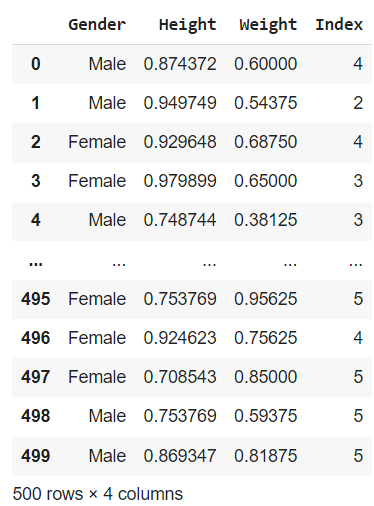 Gender Height Weight Index
0 Male 0.874372 0.60000 4
1 Male 0.949749 0.54375 2
2 Female 0.929648 0.68750 4
3 Female 0.979899 0.65000 3
4 Male 0.748744 0.38125 3
... ... ... ... ...
495 Female 0.753769 0.95625 5
496 Female 0.924623 0.75625 4
497 Female 0.708543 0.85000 5
498 Male 0.753769 0.59375 5
499 Male 0.869347 0.81875 5
500 rows × 4 columns